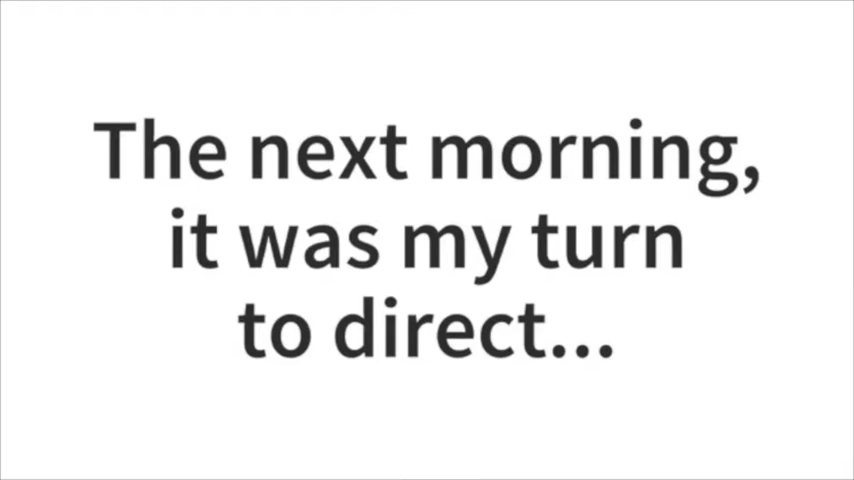 The next morning,
it was my turn
to direct...